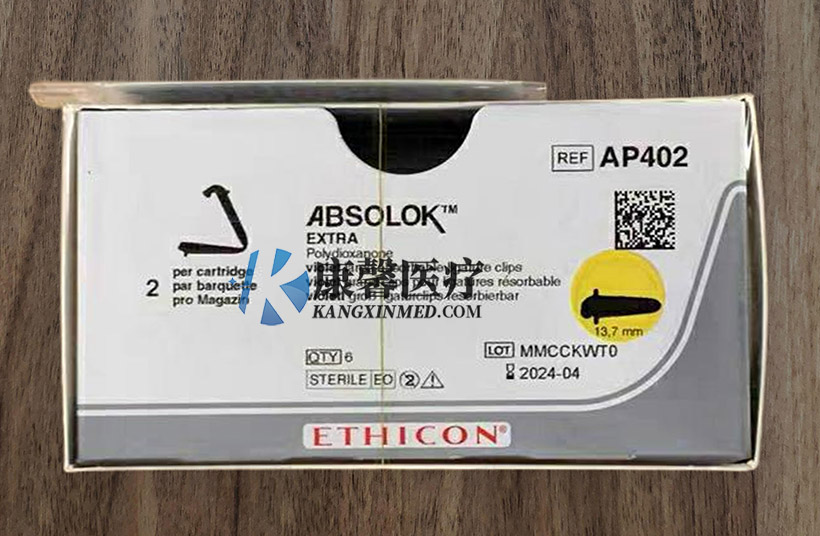 REF AP402
ABSOLOK™
EXTRA
Polydioxanone
per cartridge
par barquette
pro Magazin
2
康馨医疗
KANGXINMED.COM
13,7 mm
QTY 6
LOT MMCCKWT0
2024-04
STERILE EO 2
ETHICON®